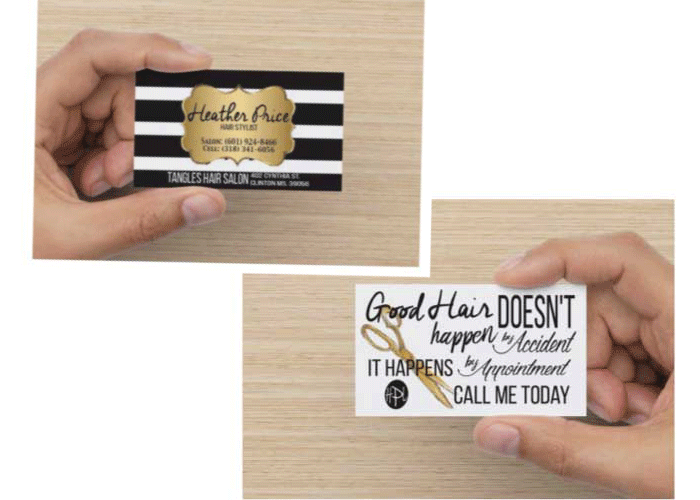 Heather Price
HAIR STYLIST
SALON: (601) 924-8466
CELL: (318) 341-6056
TANGLES HAIR SALON 402 CYNTHIA ST.
CLINTON MS, 39056
Good Hair DOESN'T
happen by Accident
IT HAPPENS by Appointment
CALL ME TODAY